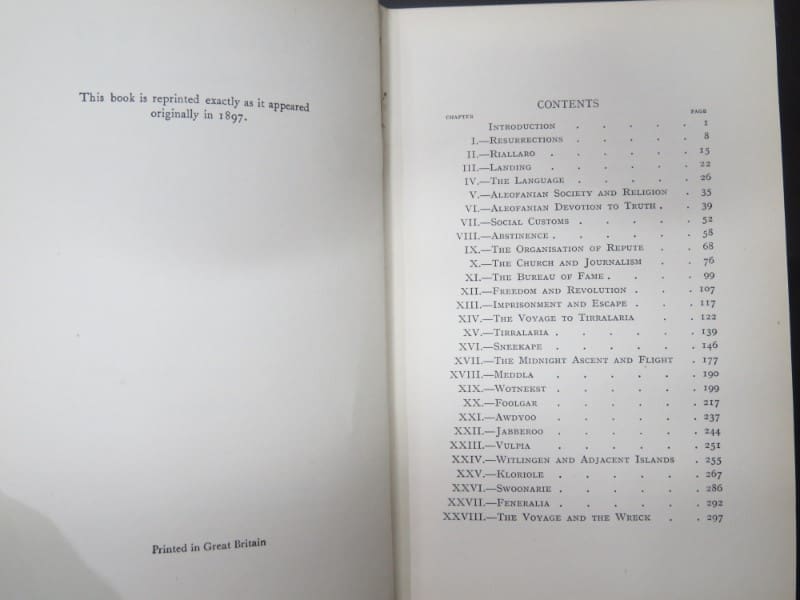 This book is reprinted exactly as it appeared
originally in 1897.
Printed in Great Britain
CONTENTS
CHAPTER PAGE
INTRODUCTION . . . . . 1
I.—RESURRECTIONS . . . . . 8
II.—RIALLARO . . . . . . 15
III.—LANDING . . . . . . 22
IV.—THE LANGUAGE . . . . . 26
V.—ALEOFANIAN SOCIETY AND RELIGION . 35
VI.—ALEOFANIAN DEVOTION TO TRUTH . . 39
VII.—SOCIAL CUSTOMS . . . . . 52
VIII.—ABSTINENCE . . . . . . 58
IX.—THE ORGANISATION OF REPUTE . . 68
X.—THE CHURCH AND JOURNALISM . . 76
XI.—THE BUREAU OF FAME . . . . 99
XII.—FREEDOM AND REVOLUTION . . . 107
XIII.—IMPRISONMENT AND ESCAPE . . . 117
XIV.—THE VOYAGE TO TIRRALARIA . . 122
XV.—TIRRALARIA . . . . . . 139
XVI.—SNEEKAPE . . . . . . 146
XVII.—THE MIDNIGHT ASCENT AND FLIGHT . 177
XVIII.—MEDDLA . . . . . . 190
XIX.—WOTNEKST . . . . . . 199
XX.—FOOLGAR . . . . . . 217
XXI.—AWDYOO . . . . . . 237
XXII.—JABBEROO . . . . . . 244
XXIII.—VULPIA . . . . . . 251
XXIV.—WITLINGEN AND ADJACENT ISLANDS . 255
XXV.—KLORIOLE . . . . . . 267
XXVI.—SWOONARIE . . . . . . 286
XXVII.—FENERALIA . . . . . . 292
XXVIII.—THE VOYAGE AND THE WRECK . . 297